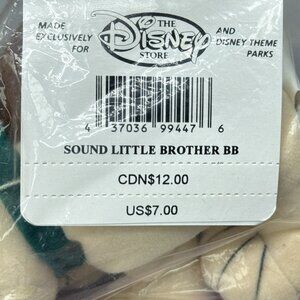 MADE EXCLUSIVELY FOR
THE Disney STORE
AND DISNEY THEME PARKS
4 37036 99447 6
SOUND LITTLE BROTHER BB
CDN$12.00
US$7.00